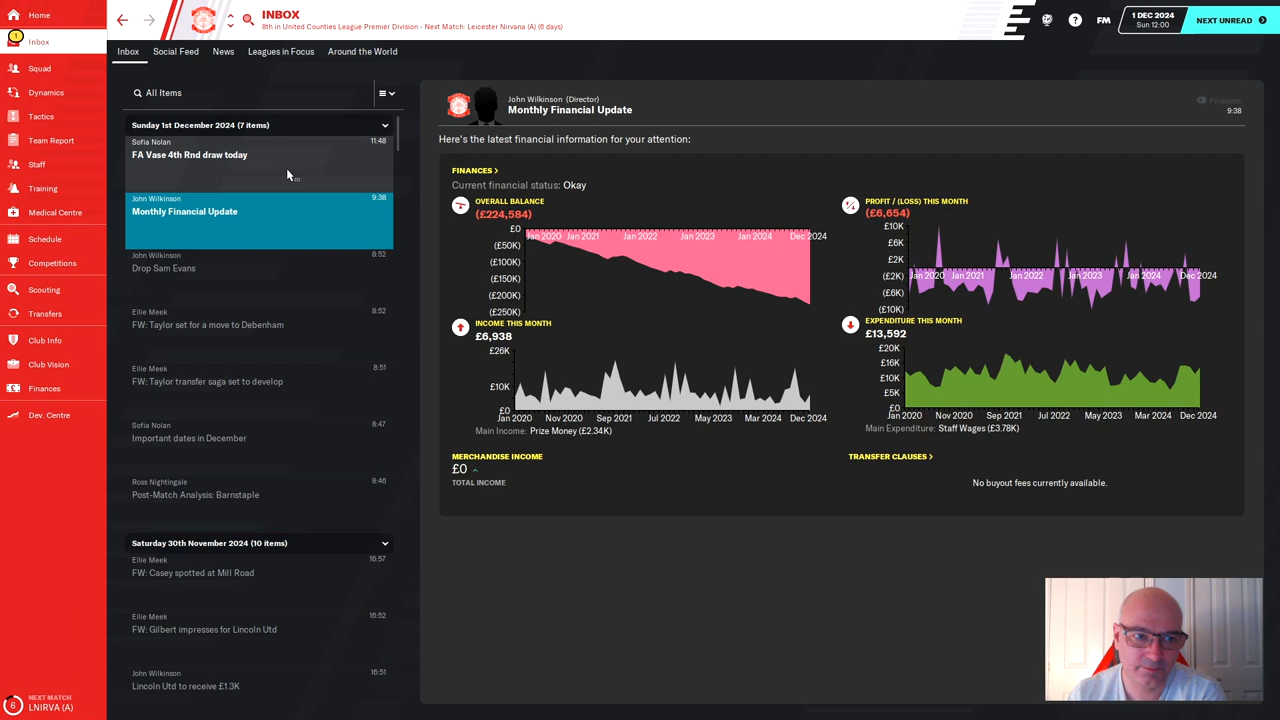 Home
INBOX
8th in United Counties League Premier Division - Next Match: Leicester Nirvana (A) (6 days)
FM
1 DEC 2024
Sun 12:00
NEXT UNREAD
1
Inbox
Squad
Dynamics
Tactics
Team Report
Staff
Training
Medical Centre
Schedule
Competitions
Scouting
Transfers
Club Info
Club Vision
Finances
Dev. Centre
6
NEXT MATCH
LNIRVA (A)
Inbox Social Feed News Leagues in Focus Around the World
All Items
Sunday 1st December 2024 (7 items)
Sofia Nolan 11:48
FA Vase 4th Rnd draw today
John Wilkinson 9:38
Monthly Financial Update
John Wilkinson 8:52
Drop Sam Evans
Ellie Meek 8:52
FW: Taylor set for a move to Debenham
Ellie Meek 8:51
FW: Taylor transfer saga set to develop
Sofia Nolan 8:47
Important dates in December
Ross Nightingale 8:46
Post-Match Analysis: Barnstaple
Saturday 30th November 2024 (10 items)
Ellie Meek 16:57
FW: Casey spotted at Mill Road
Ellie Meek 16:52
FW: Gilbert impresses for Lincoln Utd
John Wilkinson 16:51
Lincoln Utd to receive £1.3K
John Wilkinson (Director)
Monthly Financial Update
Finances
9:38
Here's the latest financial information for your attention:
FINANCES >
Current financial status: Okay
OVERALL BALANCE
(£224,584)
£0
Jan 2020 Jan 2021 Jan 2022 Jan 2023 Jan 2024 Dec 2024
(£50K)
(£100K)
(£150K)
(£200K)
(£250K)
PROFIT / (LOSS) THIS MONTH
(£6,654)
£10K
£6K
£2K
Jan 2020 Jan 2021 Jan 2022 Jan 2023 Jan 2024 Dec 2024
(£2K)
(£6K)
(£10K)
INCOME THIS MONTH
£6,938
£26K
£10K
£0
Jan 2020 Nov 2020 Sep 2021 Jul 2022 May 2023 Mar 2024 Dec 2024
Main Income: Prize Money (£2.34K)
EXPENDITURE THIS MONTH
£13,592
£20K
£16K
£10K
£5K
£0
Jan 2020 Nov 2020 Sep 2021 Jul 2022 May 2023 Mar 2024 Dec 2024
Main Expenditure: Staff Wages (£3.78K)
MERCHANDISE INCOME
£0
TOTAL INCOME
TRANSFER CLAUSES >
No buyout fees currently available.